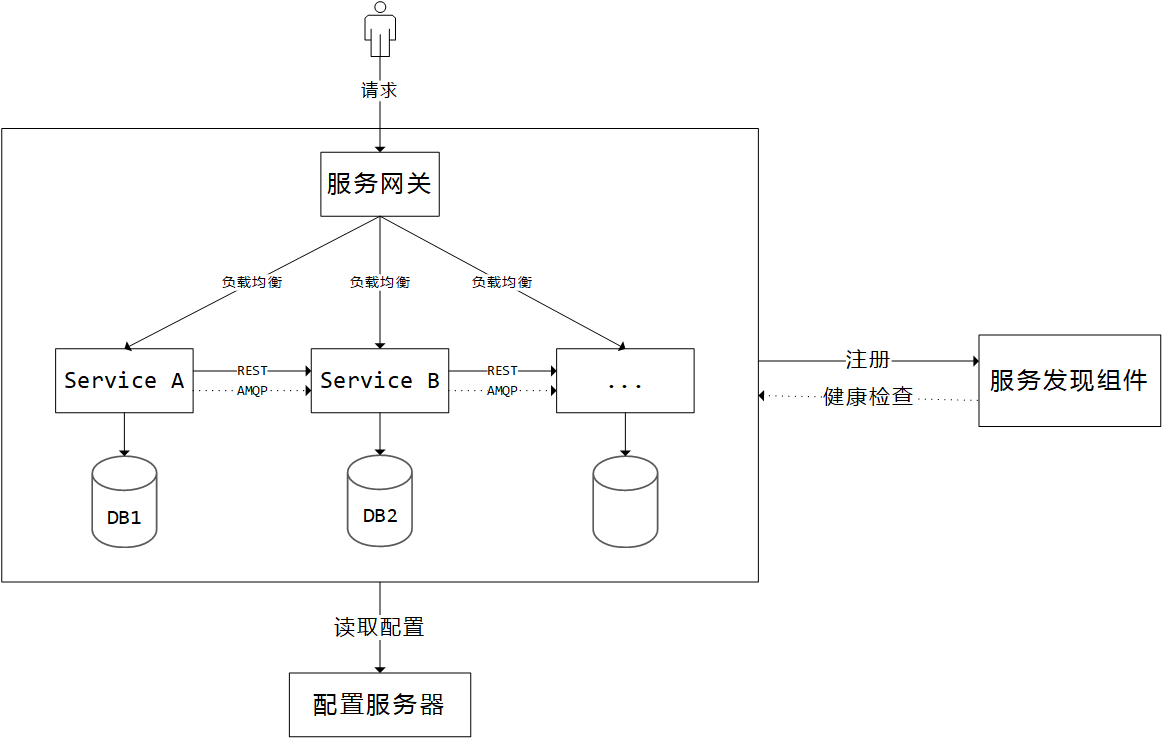 请求
服务网关
负载均衡
负载均衡
负载均衡
Service A
REST
AMQP
Service B
REST
AMQP
...
注册
健康检查
服务发现组件
DB1
DB2
读取配置
配置服务器